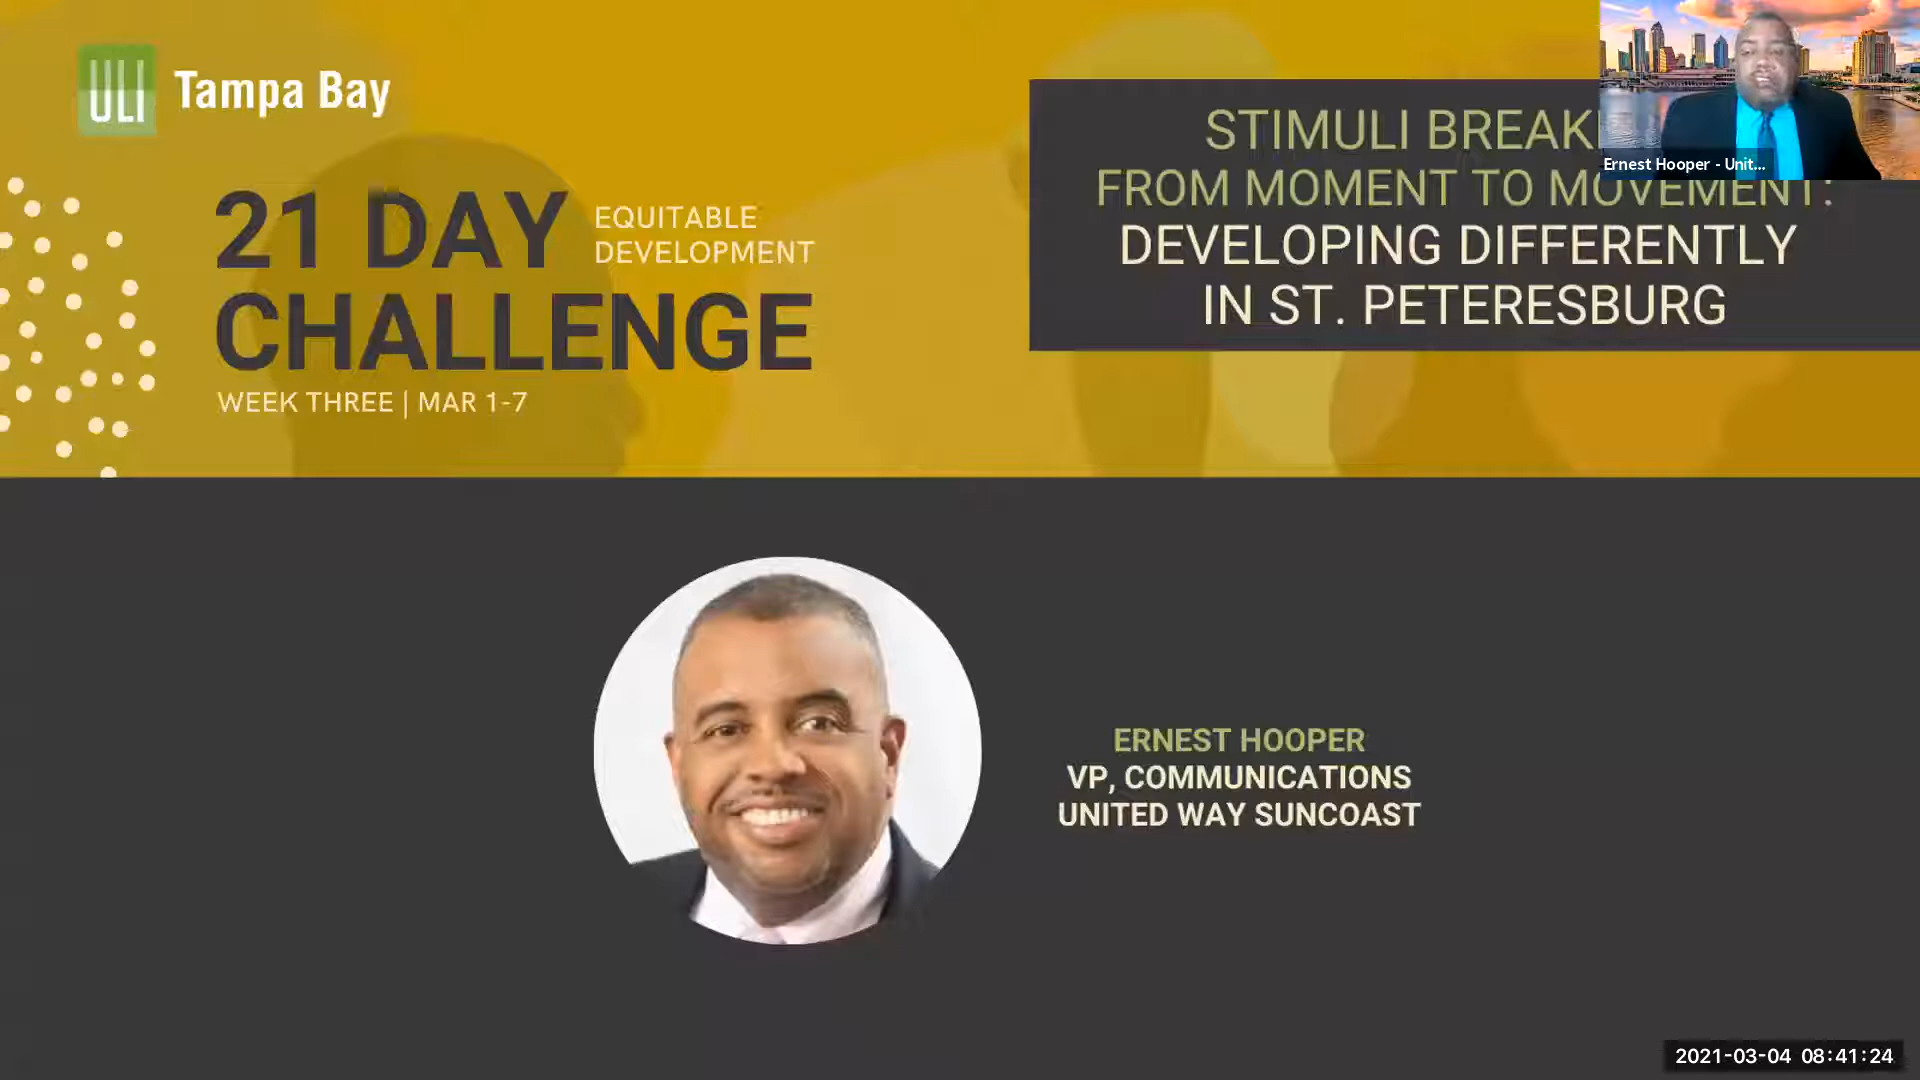 ULI Tampa Bay
21 DAY
EQUITABLE
DEVELOPMENT
CHALLENGE
WEEK THREE | MAR 1-7
STIMULI BREAK
FROM MOMENT TO MOVEMENT:
DEVELOPING DIFFERENTLY
IN ST. PETERESBURG
Ernest Hooper - Unit...
ERNEST HOOPER
VP, COMMUNICATIONS
UNITED WAY SUNCOAST
2021-03-04 08:41:24